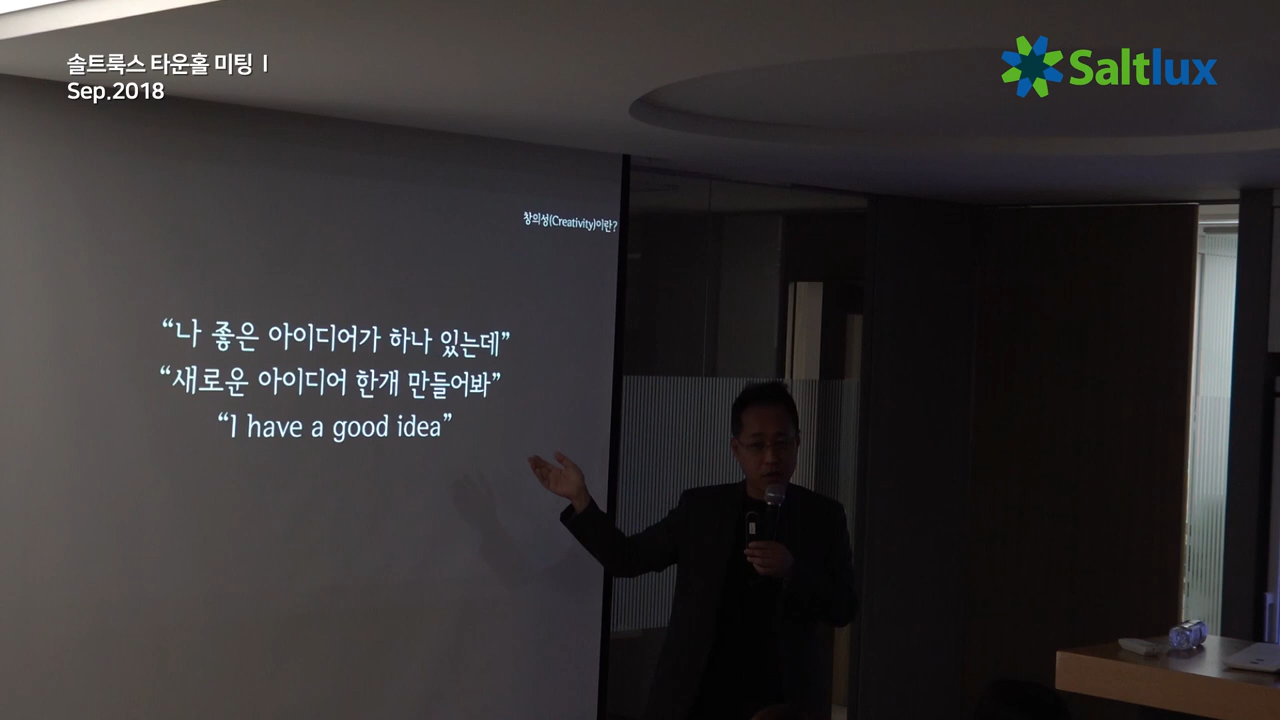 솔트룩스 타운홀 미팅 I
Sep.2018
Saltlux
창의성(Creativity)이란?
“나 좋은 아이디어가 하나 있는데”
“새로운 아이디어 한개 만들어봐”
“I have a good idea”